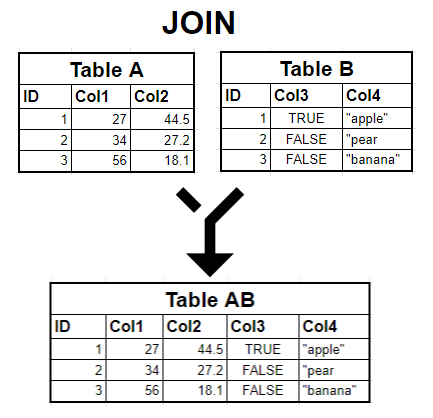 JOIN
Table A
ID Col1 Col2
1 27 44.5
2 34 27.2
3 56 18.1
Table B
ID Col3 Col4
1 TRUE "apple"
2 FALSE "pear
3 FALSE "banana"
Table AB
ID Col1 Col2 Col3 Col4
1 27 44.5 TRUE "apple"
2 34 27.2 FALSE "pear
3 56 18.1 FALSE "banana"